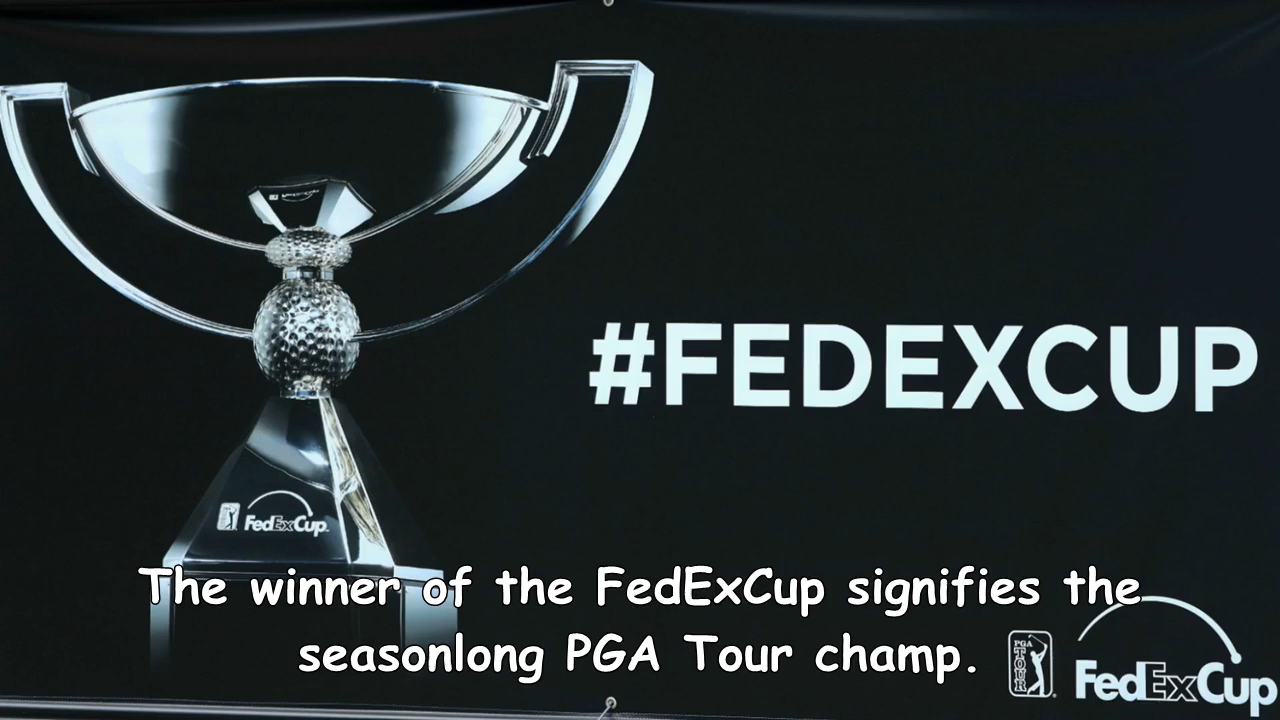 #FEDEXCUP
FedExCup
The winner of the FedExCup signifies the
seasonlong PGA Tour champ.
PGA
TOUR
FedExCup